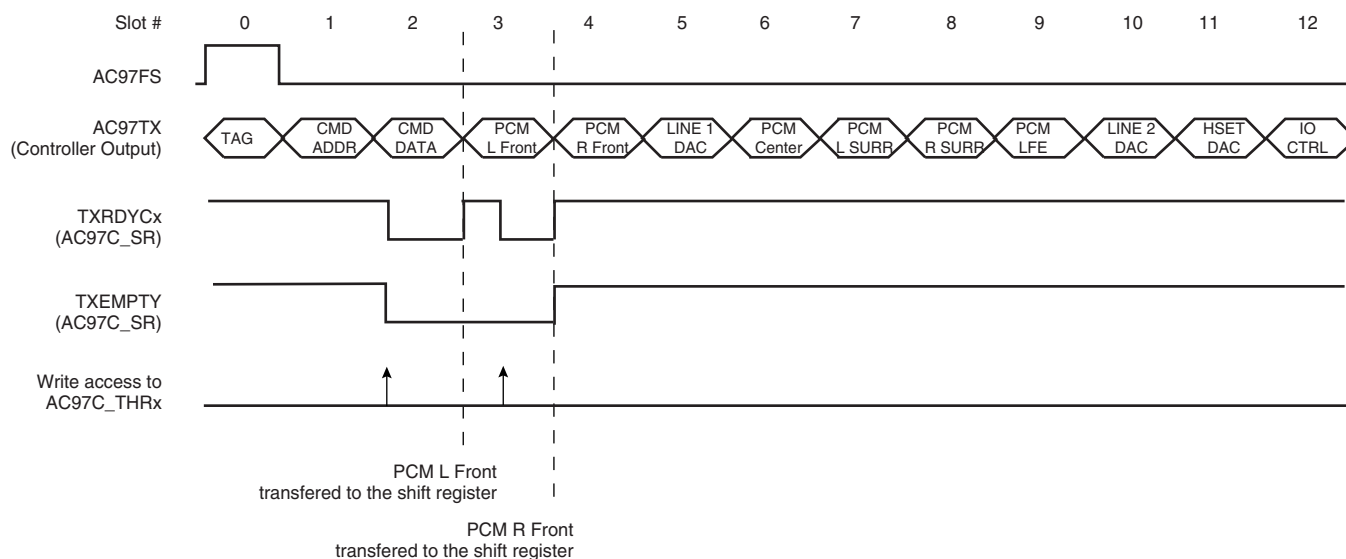 Slot # 0 1 2 3 4 5 6 7 8 9 10 11 12
AC97FS
AC97TX
(Controller Output)
TAG
CMD
ADDR
CMD
DATA
PCM
L Front
PCM
R Front
LINE 1
DAC
PCM
Center
PCM
L SURR
PCM
R SURR
PCM
LFE
LINE 2
DAC
HSET
DAC
IO
CTRL
TXRDYCx
(AC97C_SR)
TXEMPTY
(AC97C_SR)
Write access to
AC97C_THRx
PCM L Front
transfered to the shift register
PCM R Front
transfered to the shift register